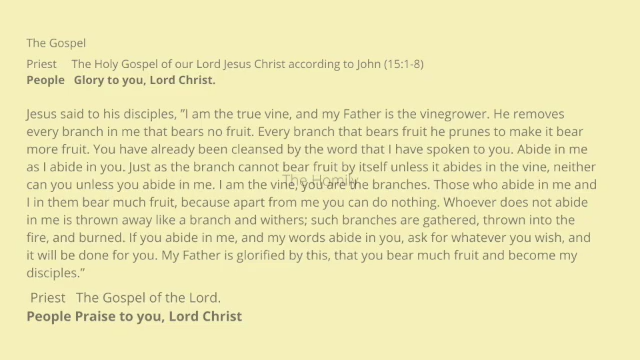 The Gospel
Priest The Holy Gospel of our Lord Jesus Christ according to John (15:1-8)
People Glory to you, Lord Christ.
Jesus said to his disciples, "I am the true vine, and my Father is the vinegrower. He removes
every branch in me that bears no fruit. Every branch that bears fruit he prunes to make it bear
more fruit. You have already been cleansed by the word that I have spoken to you. Abide in me
as I abide in you. Just as the branch cannot bear fruit by itself unless it abides in the vine, neither
The Homily
can you unless you abide in me. I am the vine, you are the branches. Those who abide in me and
I in them bear much fruit, because apart from me you can do nothing. Whoever does not abide
in me is thrown away like a branch and withers; such branches are gathered, thrown into the
fire, and burned. If you abide in me, and my words abide in you, ask for whatever you wish, and
it will be done for you. My Father is glorified by this, that you bear much fruit and become my
disciples."
Priest The Gospel of the Lord.
People Praise to you, Lord Christ